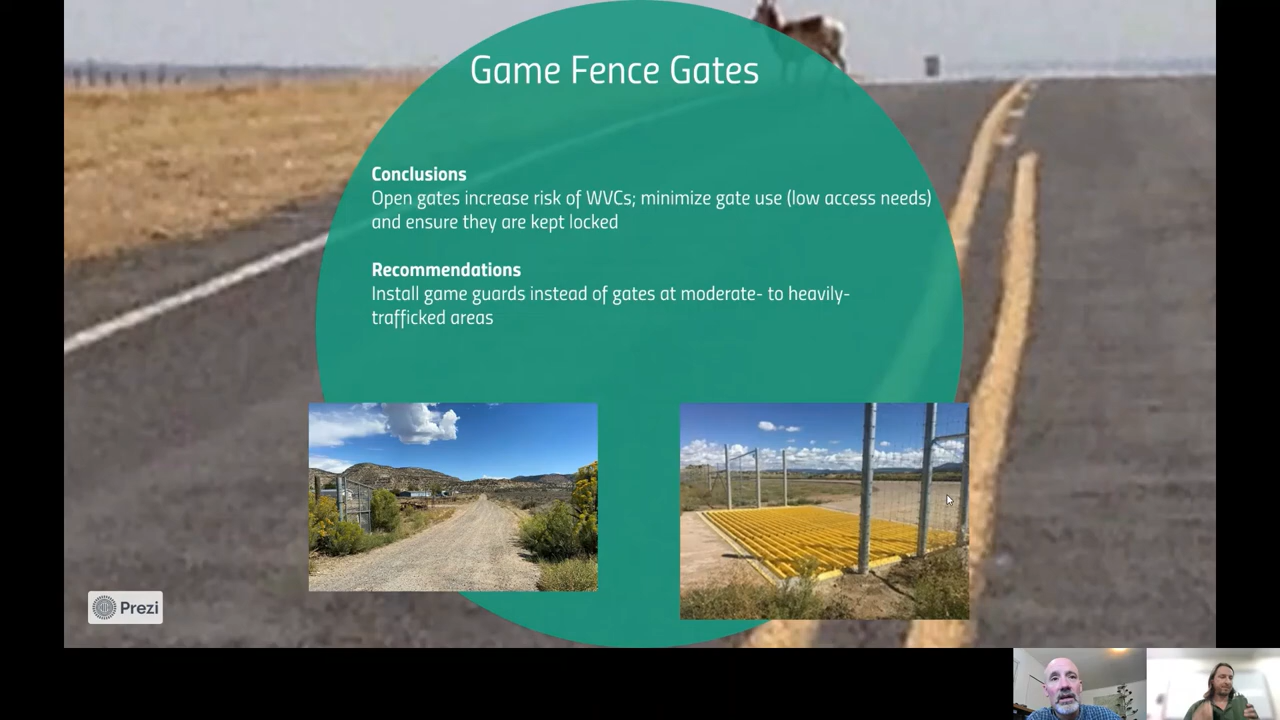 Game Fence Gates
Conclusions
Open gates increase risk of WVCs; minimize gate use (low access needs)
and ensure they are kept locked
Recommendations
Install game guards instead of gates at moderate- to heavily-
trafficked areas
Prezi